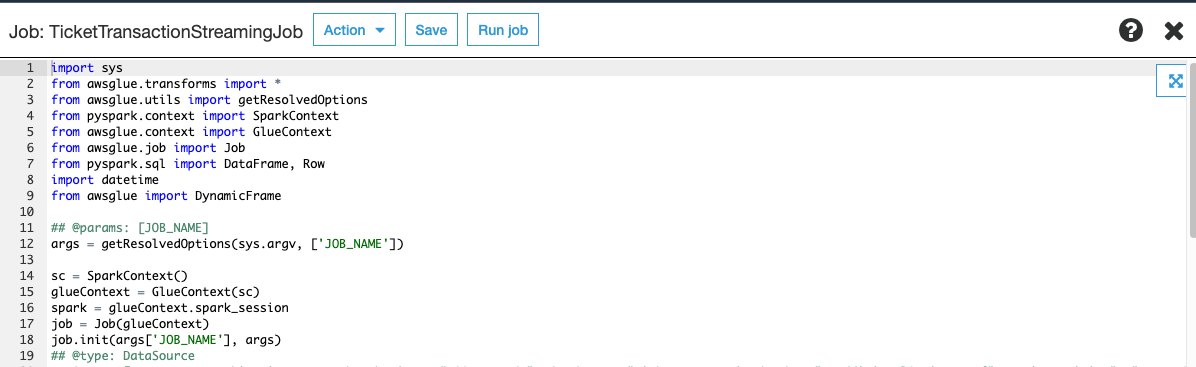 Job: TicketTransactionStreamingJob Action Save Run job
1 import sys
2 from awsglue.transforms import *
3 from awsglue.utils import getResolvedOptions
4 from pyspark.context import SparkContext
5 from awsglue.context import GlueContext
6 from awsglue.job import Job
7 from pyspark.sql import DataFrame, Row
8 import datetime
9 from awsglue import DynamicFrame
10
11 ## @params: [JOB_NAME]
12 args = getResolvedOptions(sys.argv, ['JOB_NAME'])
13
14 sc = SparkContext()
15 glueContext = GlueContext(sc)
16 spark = glueContext.spark_session
17 job = Job(glueContext)
18 job.init(args['JOB_NAME'], args)
19 ## @type: DataSource